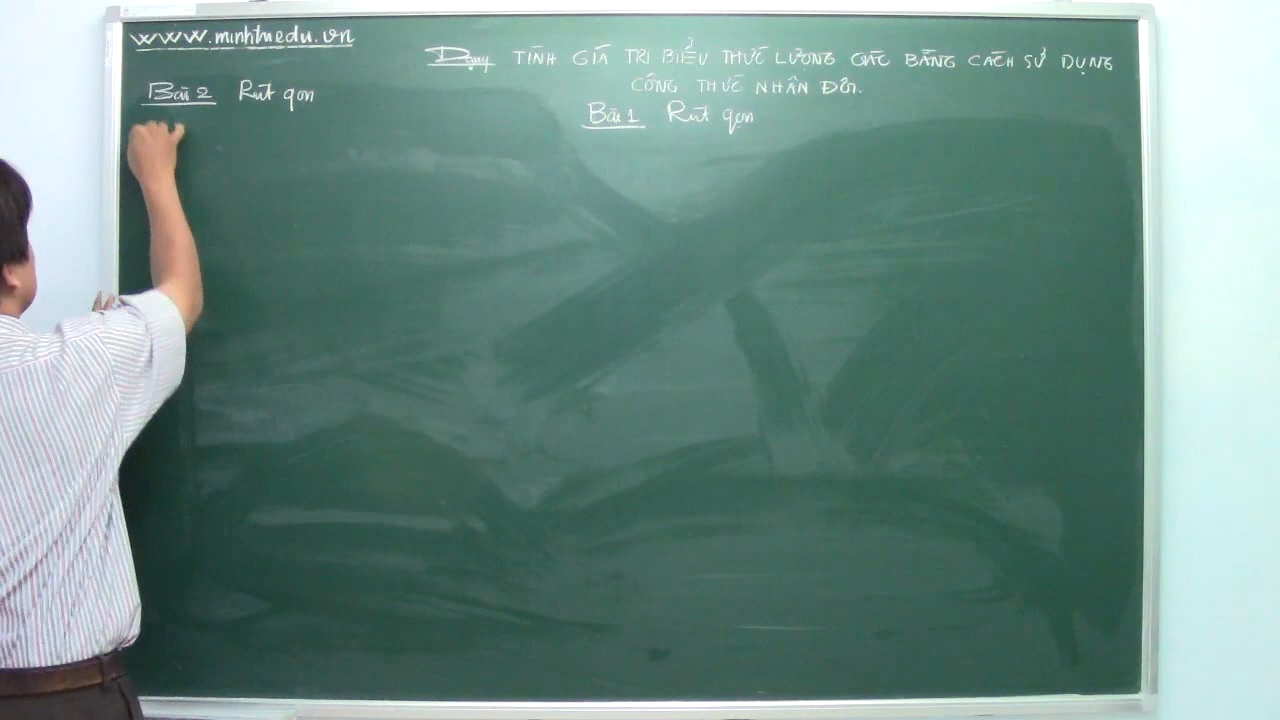 www.minhtuedu.vn
Dạng TÍNH GIÁ TRỊ BIỂU THỨC LƯỢNG GIÁC BẰNG CÁCH SỬ DỤNG
CÔNG THỨC NHÂN ĐÔI.
Bài 2 Rút gọn
Bài 1 Rút gọn